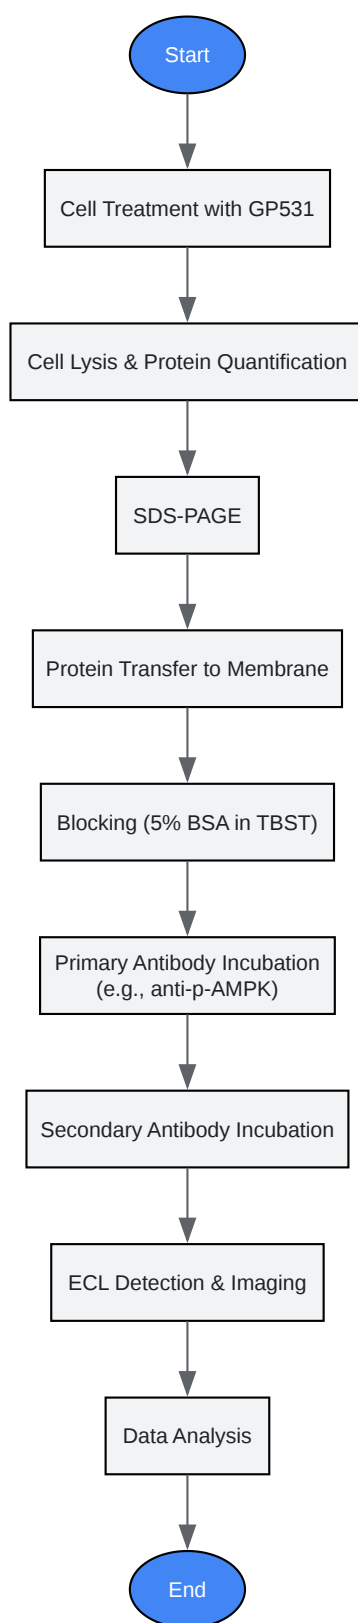 Start
Cell Treatment with GP531
Cell Lysis & Protein Quantification
SDS-PAGE
Protein Transfer to Membrane
Blocking (5% BSA in TBST)
Primary Antibody Incubation
(e.g., anti-p-AMPK)
Secondary Antibody Incubation
ECL Detection & Imaging
Data Analysis
End